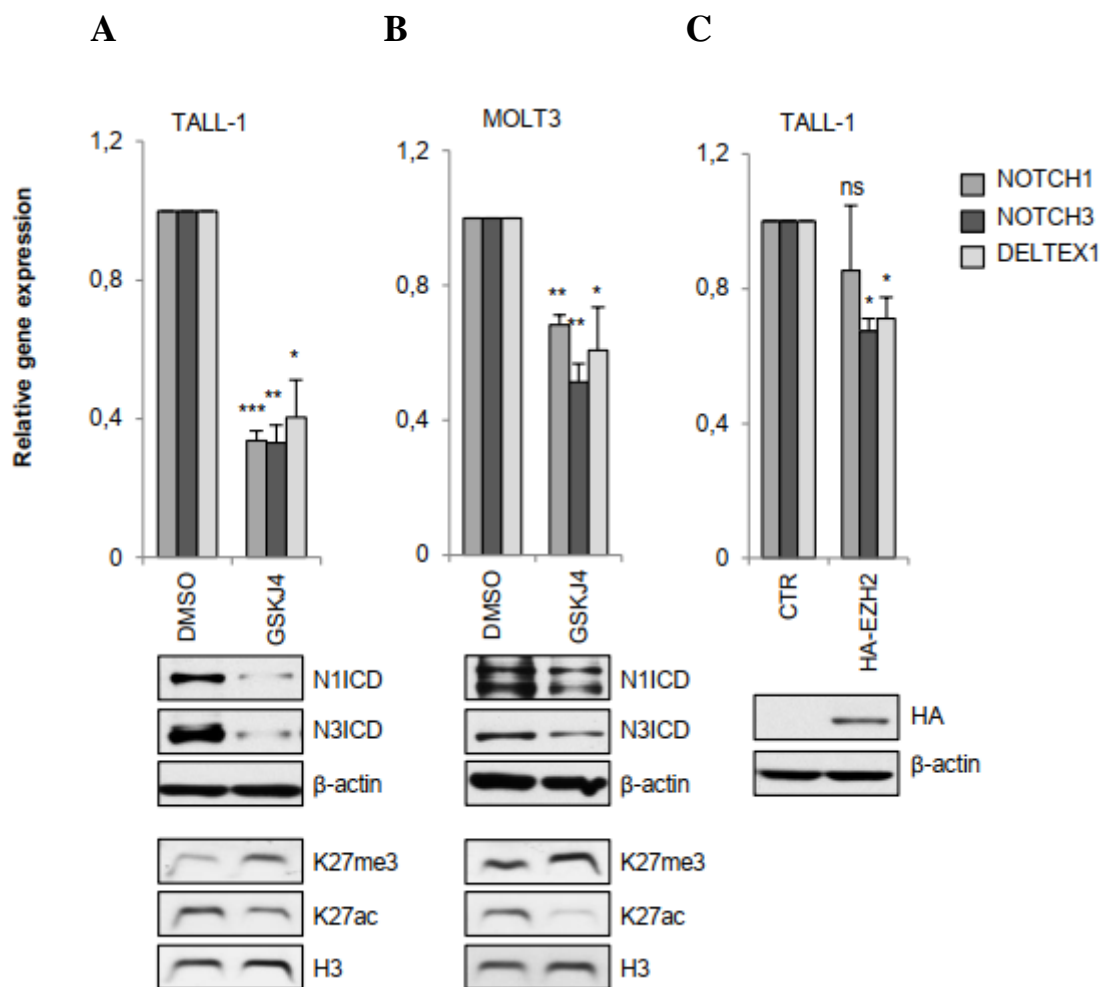 A B C
TALL-1 MOLT3 TALL-1
Relative gene expression
1,2
0,8
0,4
0
*** ** *
DMSO
GSKJ4
1,2
0,8
0,4
0
** ** *
DMSO
GSKJ4
1,2
0,8
0,4
0
ns * *
CTR
HA-EZH2
NOTCH1
NOTCH3
DELTEX1
N1ICD
N3ICD
β-actin
K27me3
K27ac
H3
N1ICD
N3ICD
β-actin
K27me3
K27ac
H3
HA
β-actin